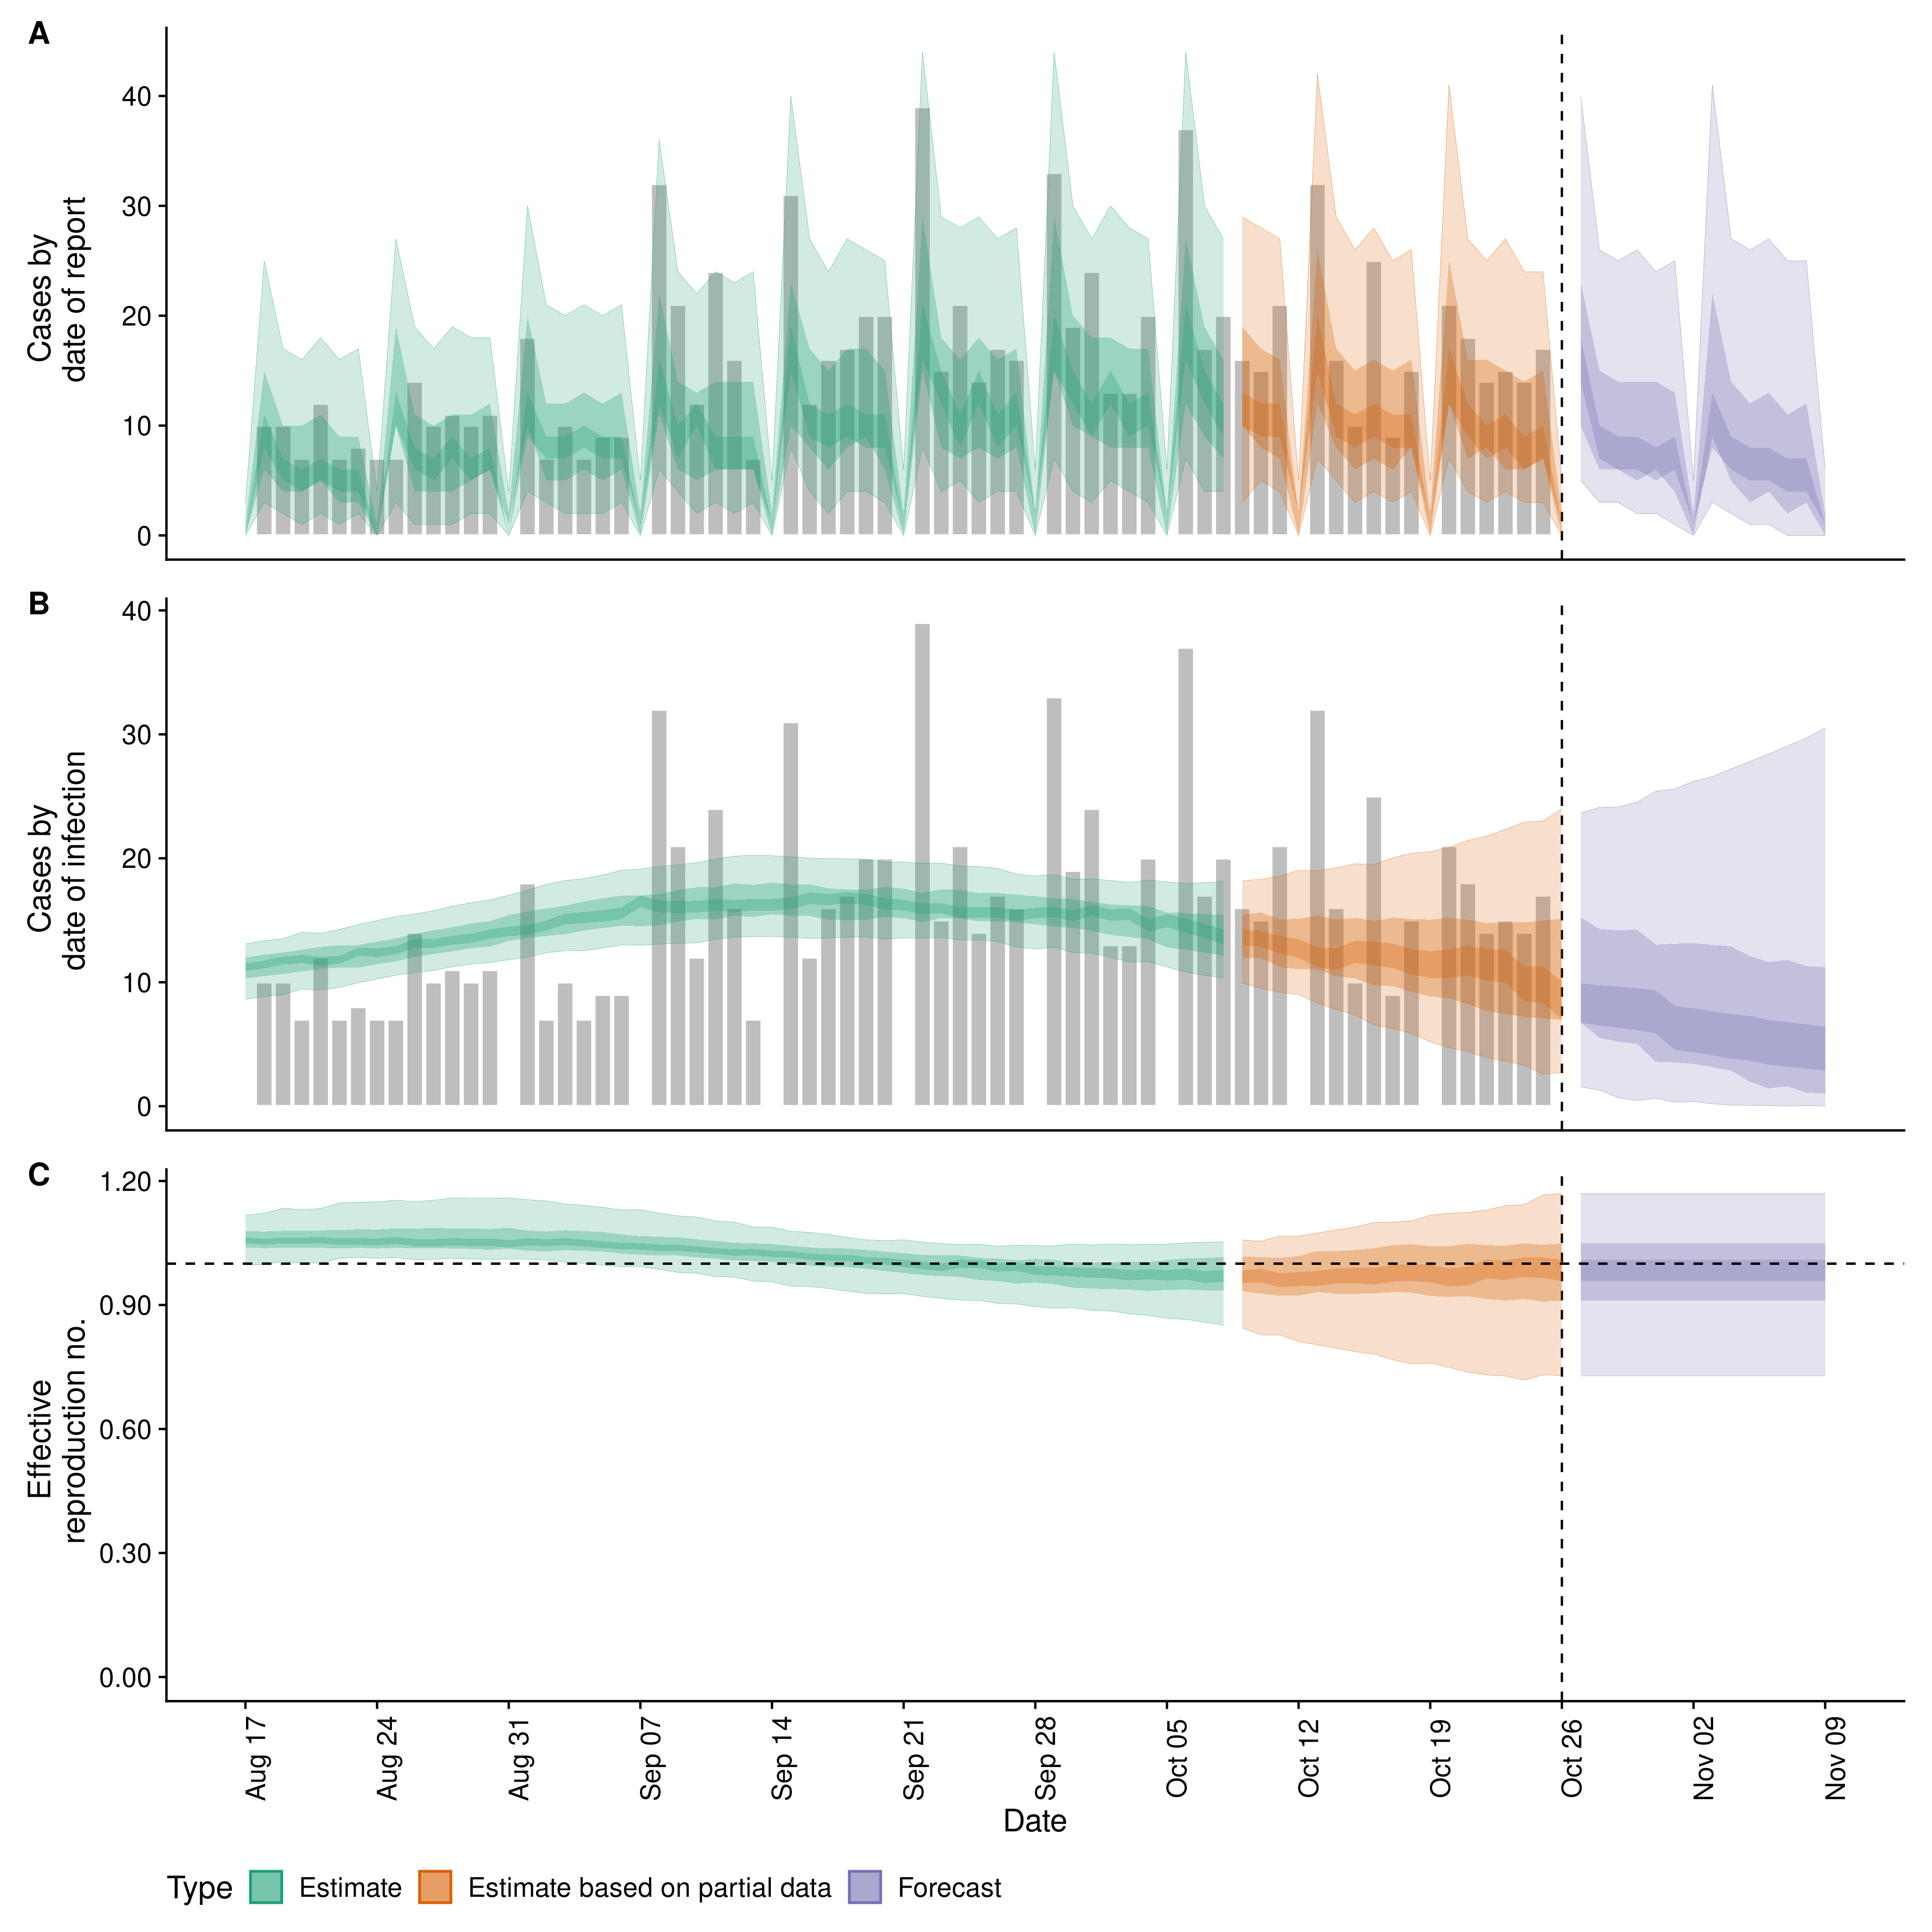 A
Cases by
date of report
40
30
20
10
0
B
Cases by
date of infection
40
30
20
10
0
C
Effective
reproduction no.
1.20
0.90
0.60
0.30
0.00
Aug 17
Aug 24
Aug 31
Sep 07
Sep 14
Sep 21
Sep 28
Oct 05
Oct 12
Oct 19
Oct 26
Nov 02
Nov 09
Date
Type Estimate Estimate based on partial data Forecast